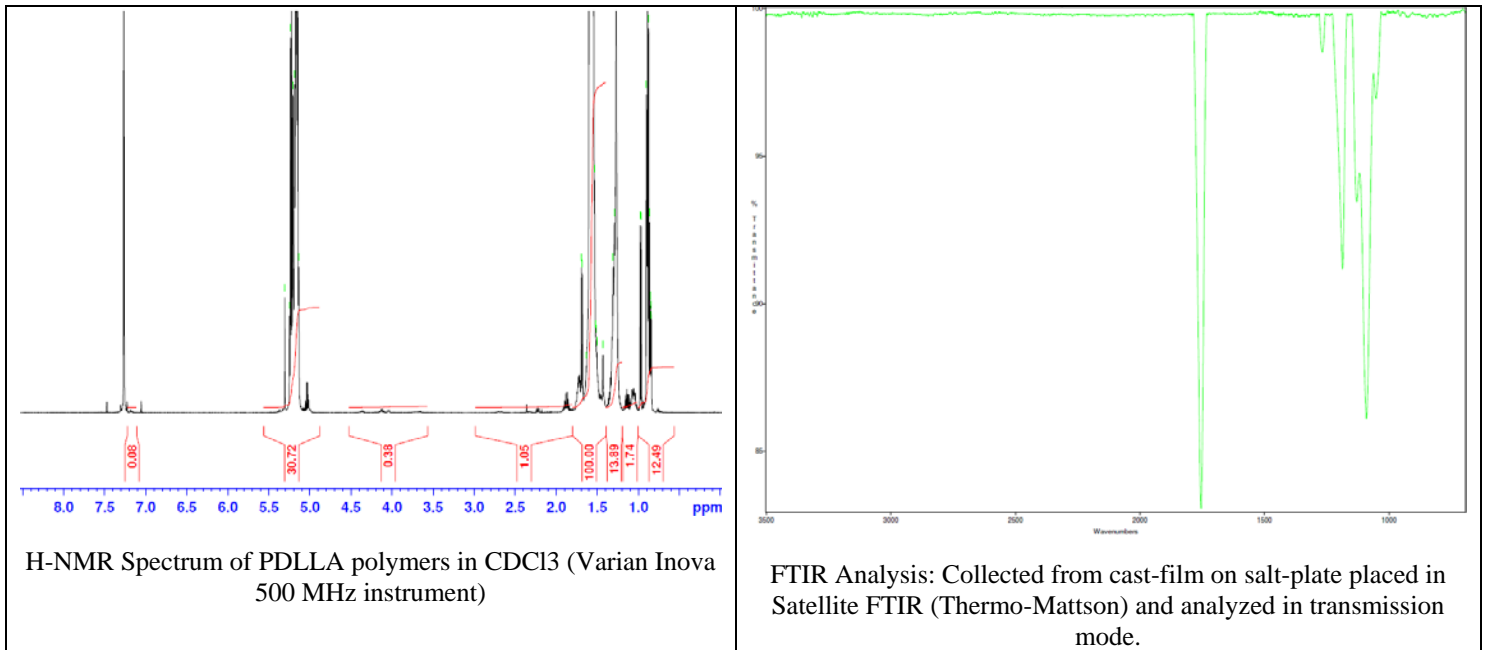 0.08
30.72
0.38
1.05
100.00
13.89
1.74
12.49
8.0 7.5 7.0 6.5 6.0 5.5 5.0 4.5 4.0 3.5 3.0 2.5 2.0 1.5 1.0 ppm
H-NMR Spectrum of PDLLA polymers in CDCl3 (Varian Inova
500 MHz instrument)
100
95
90
85
% Transmittance
3500 3000 2500 2000 1500 1000
Wavenumbers
FTIR Analysis: Collected from cast-film on salt-plate placed in
Satellite FTIR (Thermo-Mattson) and analyzed in transmission
mode.